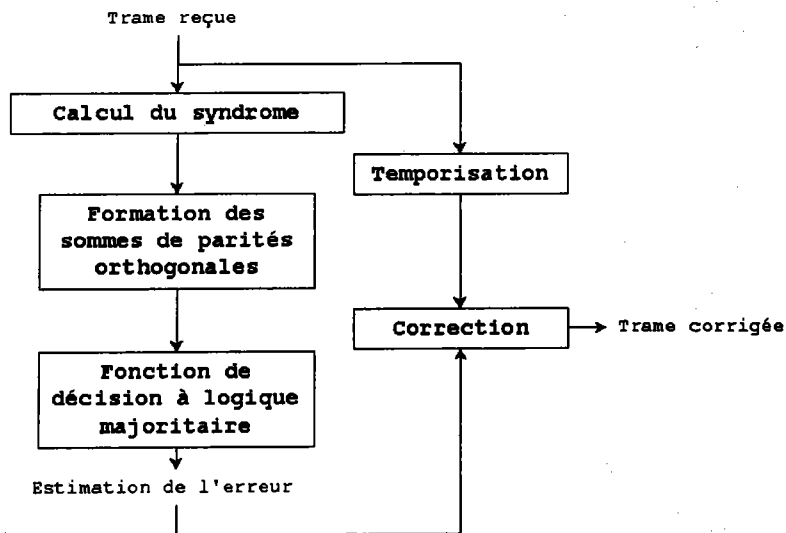 Trame reçue
Calcul du syndrome
Temporisation
Formation des
sommes de parités
orthogonales
Correction
Trame corrigée
Fonction de
décision à logique
majoritaire
Estimation de l'erreur